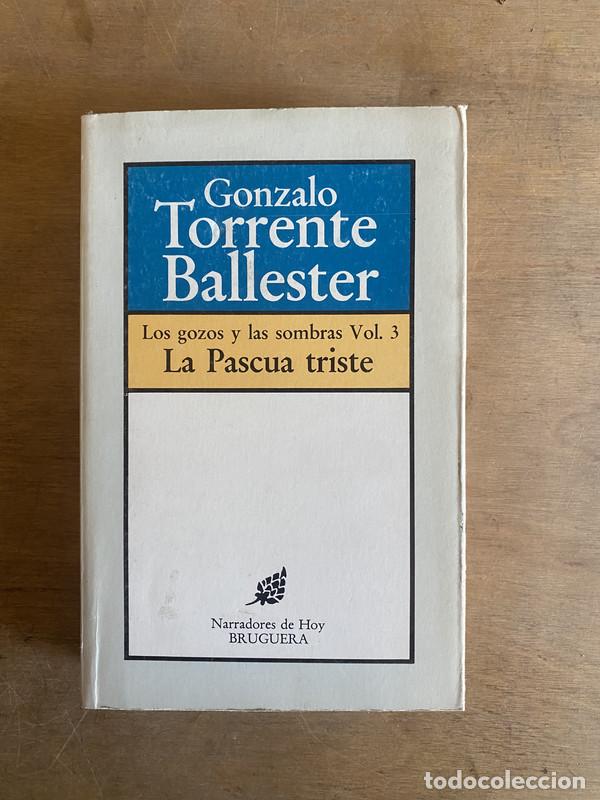 Gonzalo
Torrente
Ballester
Los gozos y las sombras Vol. 3
La Pascua triste
Narradores de Hoy
BRUGUERA
todocoleccion